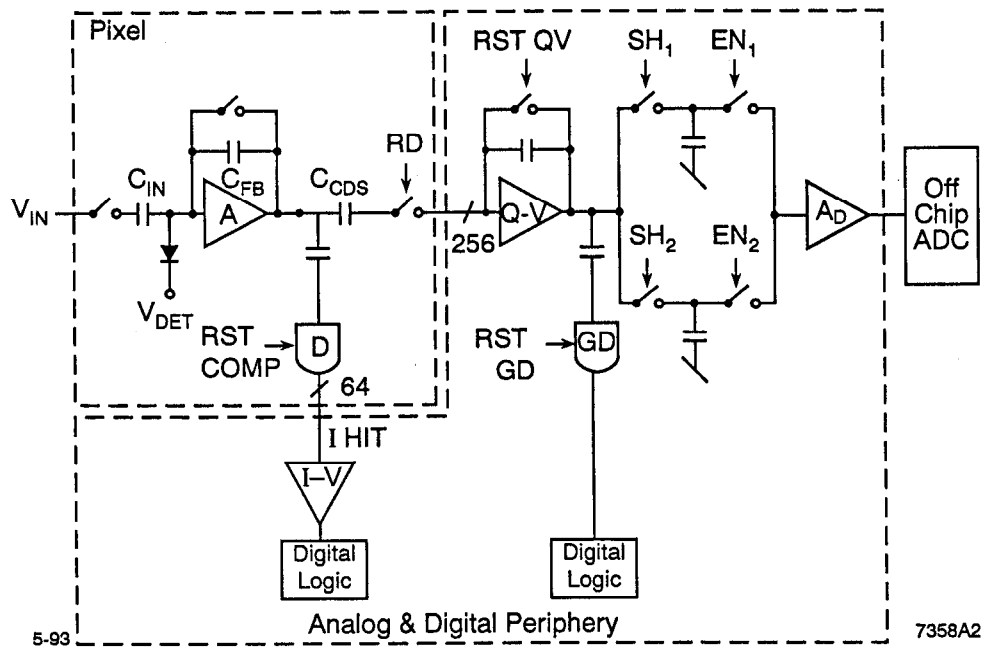 Pixel
RST QV
SH1
EN1
RD
CIN
CFB
CCDS
VIN
A
Q-V
256
AD
Off
Chip
ADC
VDET
SH2
EN2
RST
COMP
D
RST
GD
GD
64
I HIT
I–V
Digital
Logic
Digital
Logic
Analog & Digital Periphery
5-93
7358A2